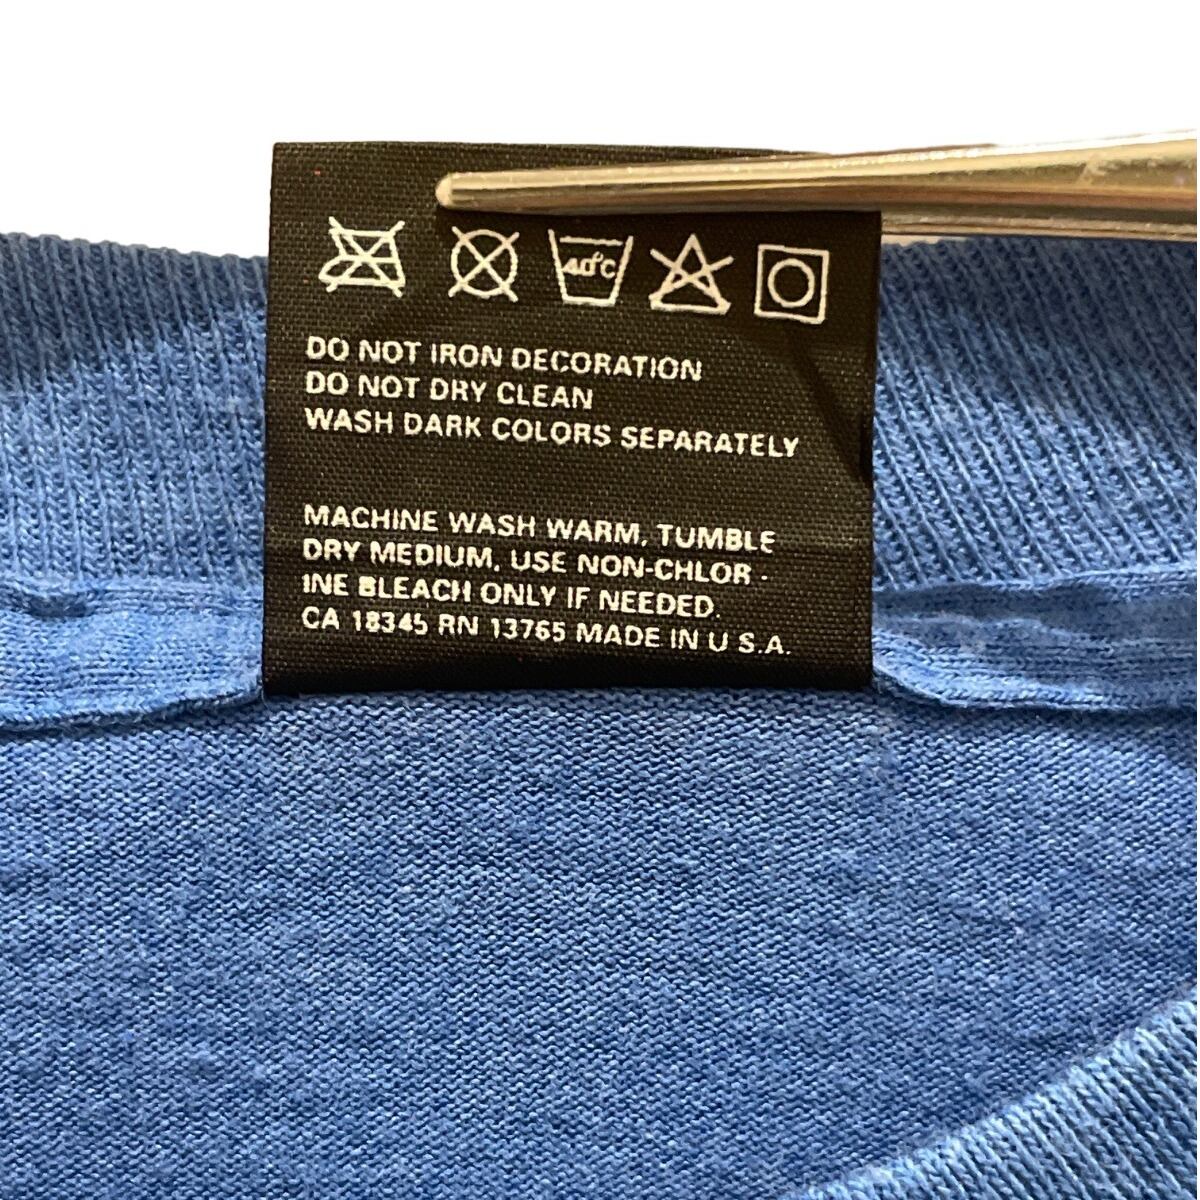 40°C
DO NOT IRON DECORATION
DO NOT DRY CLEAN
WASH DARK COLORS SEPARATELY
MACHINE WASH WARM, TUMBLE
DRY MEDIUM, USE NON-CHLOR -
INE BLEACH ONLY IF NEEDED.
CA 18345 RN 13765 MADE IN U S.A.